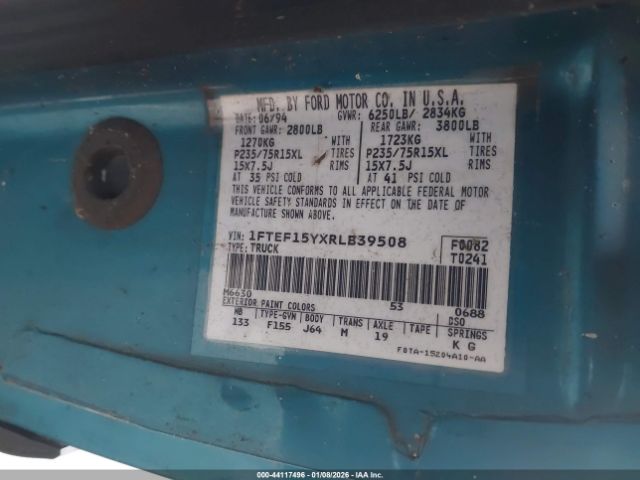 MFD. BY FORD MOTOR CO. IN U.S.A.
DATE: 06/94 GVWR: 6250LB/ 2834KG
FRONT GAWR: 2800LB REAR GAWR: 3800LB
1270KG WITH 1723KG WITH
P235/75R15XL TIRES P235/75R15XL TIRES
15X7.5J RIMS 15X7.5J RIMS
AT 35 PSI COLD AT 41 PSI COLD
THIS VEHICLE CONFORMS TO ALL APPLICABLE FEDERAL MOTOR
VEHICLE SAFETY STANDARDS IN EFFECT ON THE DATE OF
MANUFACTURE SHOWN ABOVE.
VIN: 1FTEF15YXRLB39508 F0082
TYPE: TRUCK T0241
M6630 53 0688
EXTERIOR PAINT COLORS DSO
WB TYPE-GVW BODY TRANS AXLE TAPE SPRINGS
133 F155 J64 M 19 K G
F0TA-15204A10-AA
000-44117496 - 01/08/2026 - IAAI HTTP